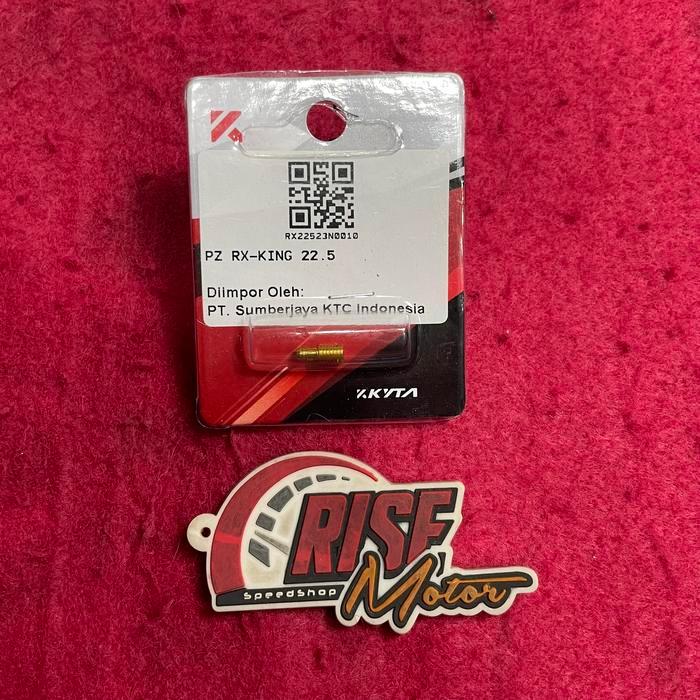 RX22523N0010
PZ RX-KING 22.5
Diimpor Oleh:
PT. Sumberjaya KTC Indonesia
KYTA
RISE
SpeedShop
Motor